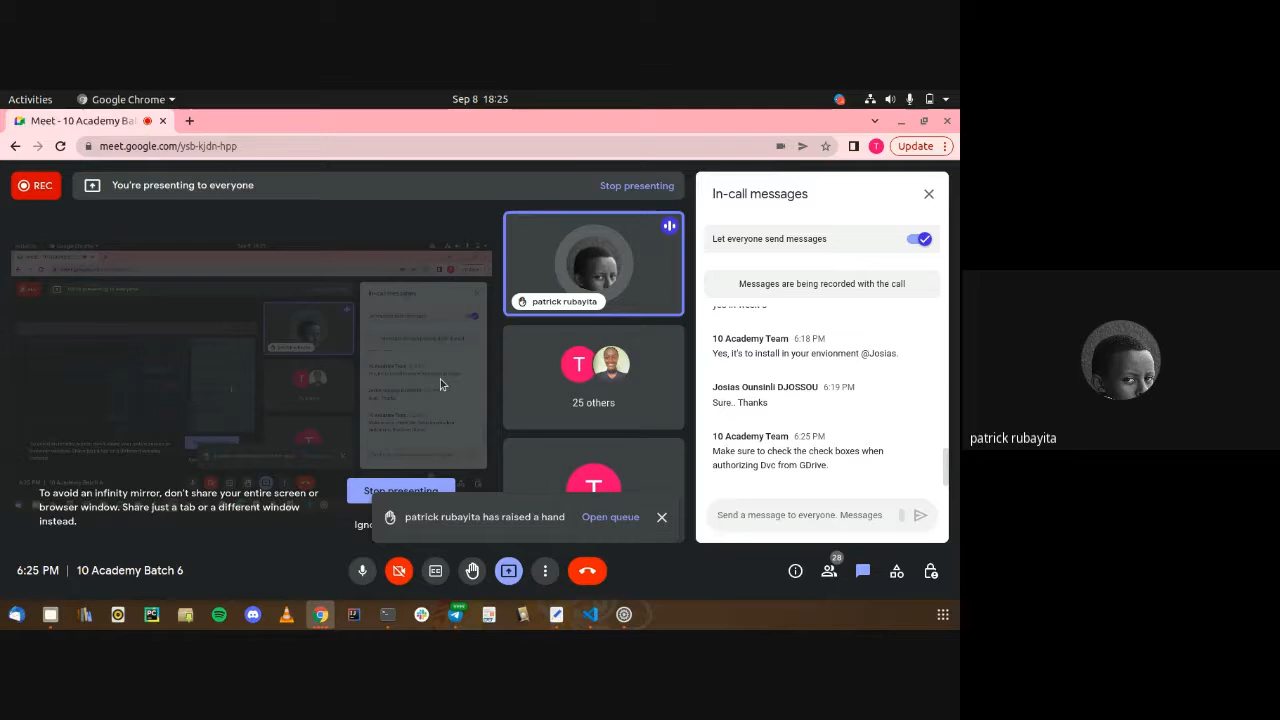 Activities
Google Chrome
Sep 8 18:25
Meet - 10 Academy Bat
meet.google.com/ysb-kjdn-hpp
Update
REC
You're presenting to everyone
Stop presenting
In-call messages
Let everyone send messages
Messages are being recorded with the call
10 Academy Team 6:18 PM
Yes, it's to install in your envionment @Josias.
Josias Ounsinli DJOSSOU 6:19 PM
Sure.. Thanks
10 Academy Team 6:25 PM
Make sure to check the check boxes when
authorizing Dvc from GDrive.
Send a message to everyone. Messages
patrick rubayita
T
25 others
T
To avoid an infinity mirror, don't share your entire screen or
browser window. Share just a tab or a different window
instead.
Stop presenting
patrick rubayita has raised a hand
Open queue
6:25 PM | 10 Academy Batch 6
28
patrick rubayita